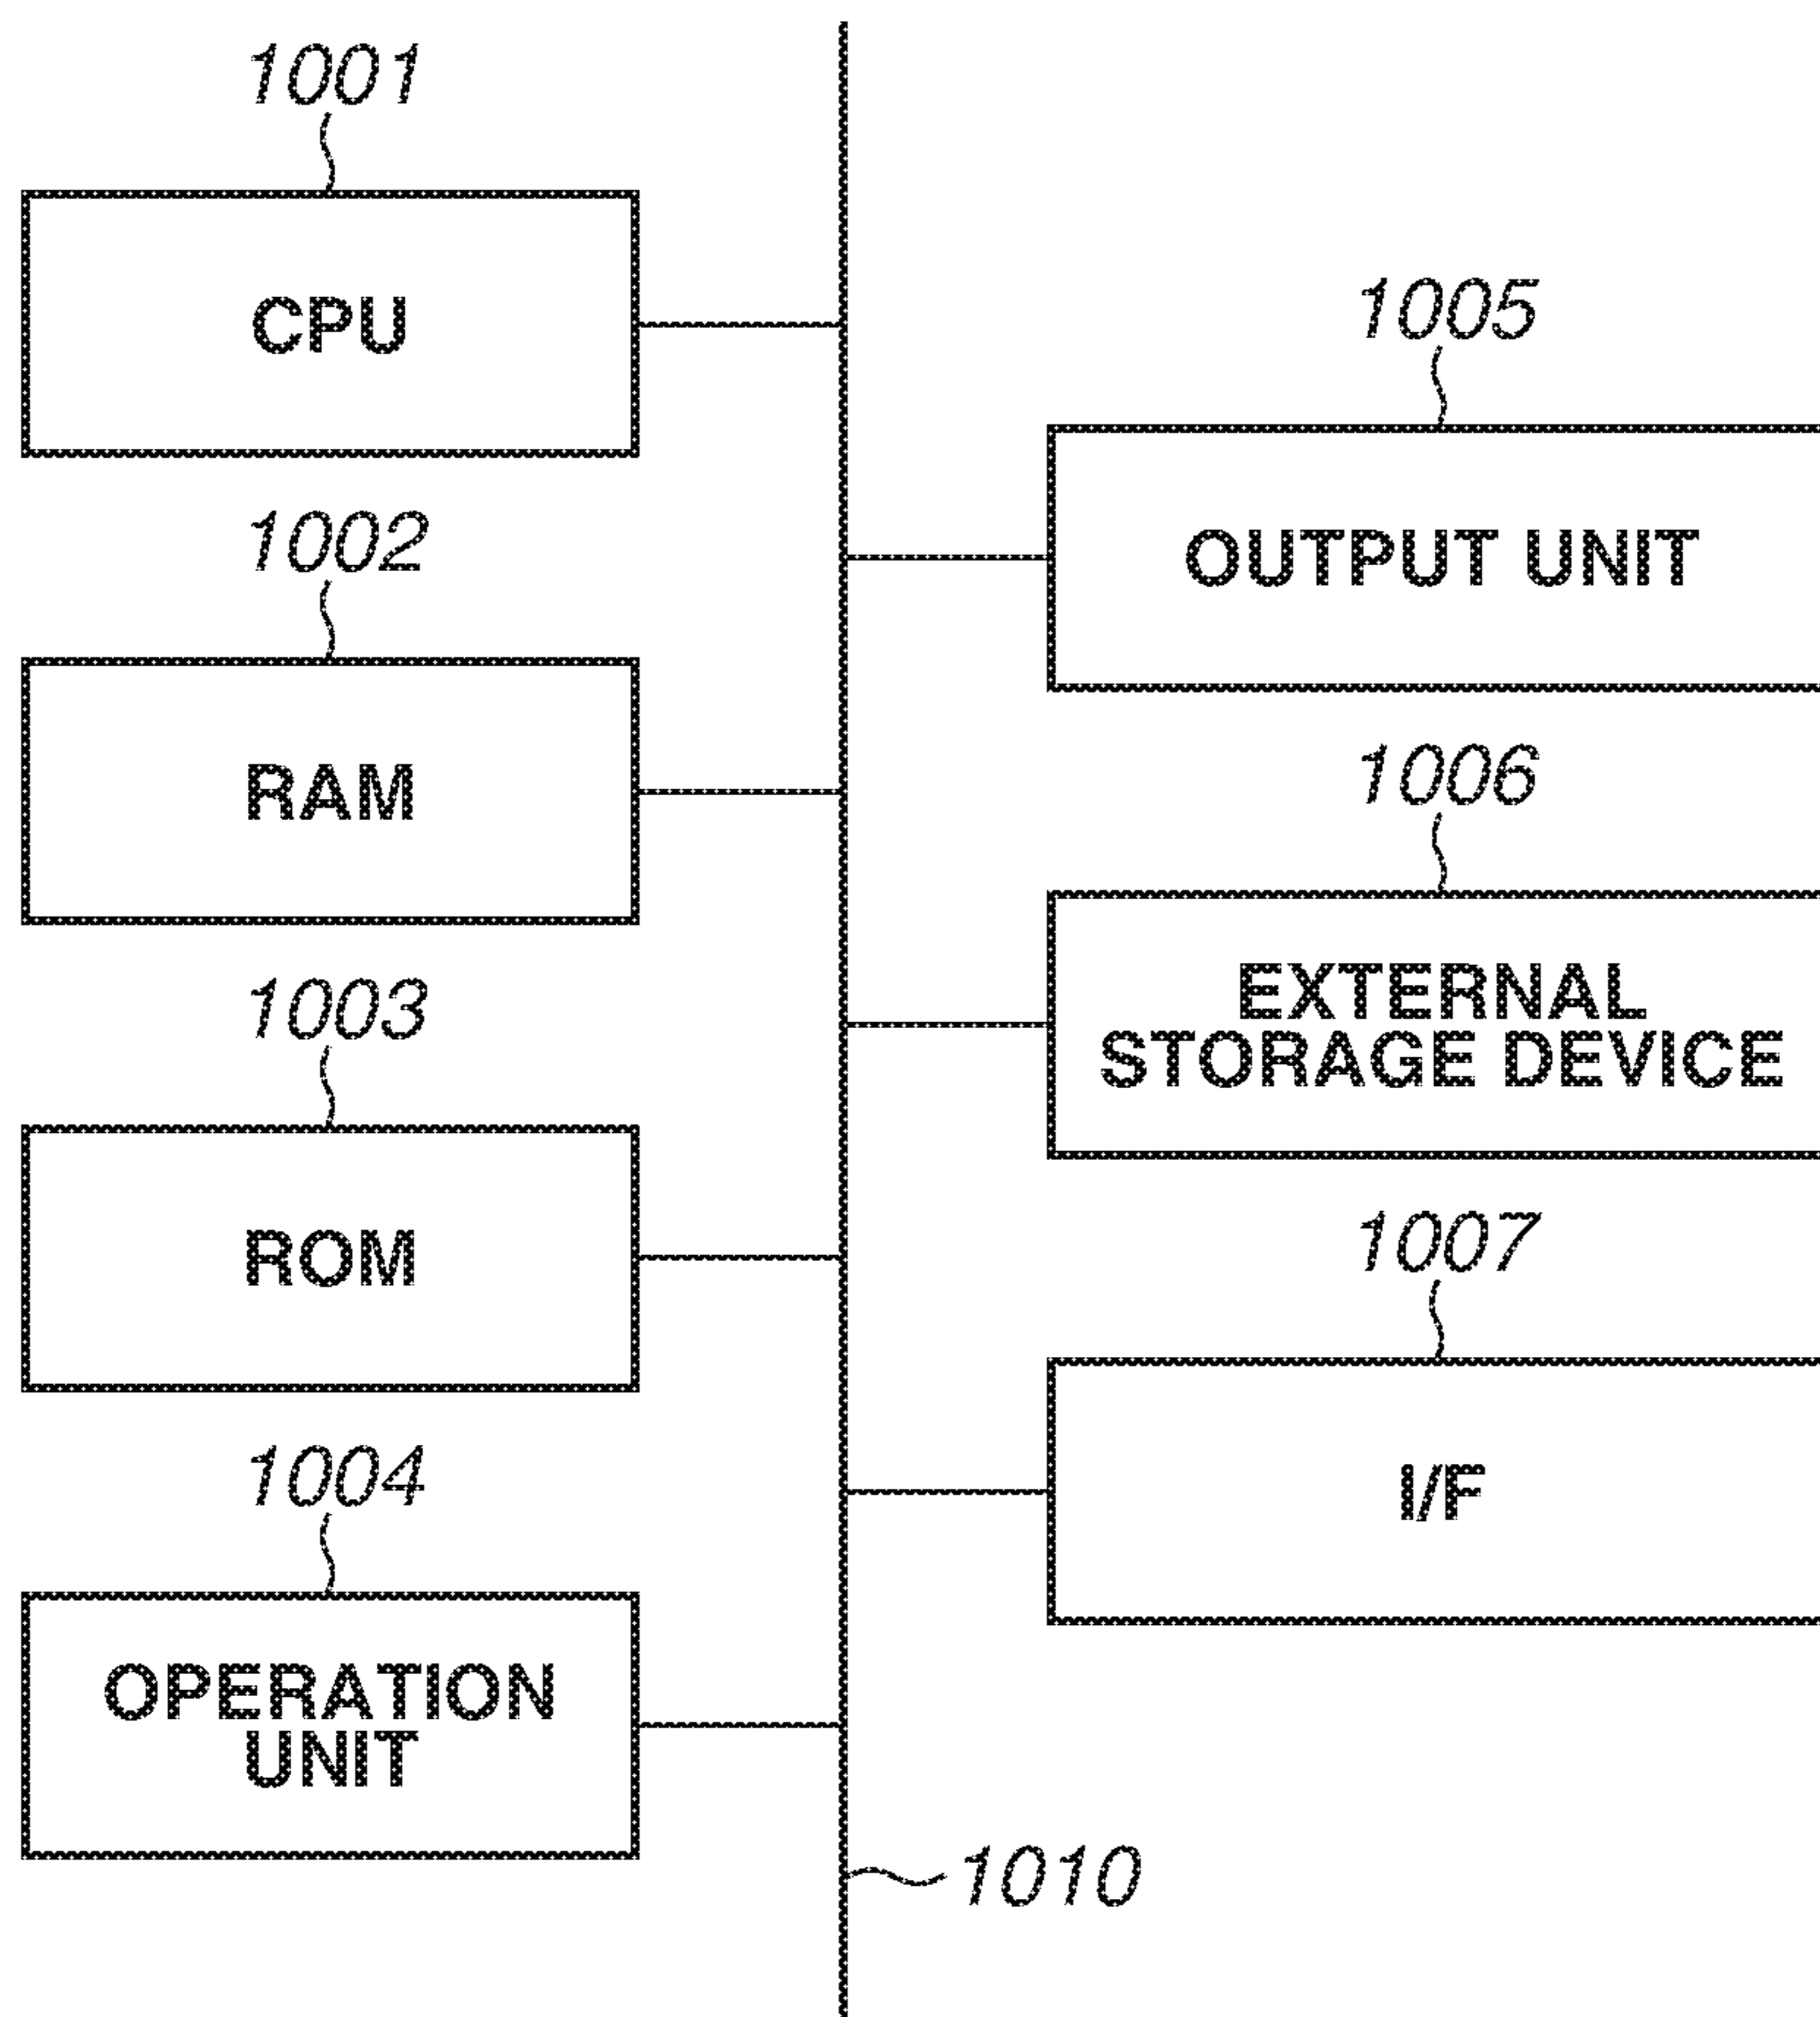 1001
CPU
1002
RAM
1003
ROM
1004
OPERATION
UNIT
1005
OUTPUT UNIT
1006
EXTERNAL
STORAGE DEVICE
1007
I/F
1010